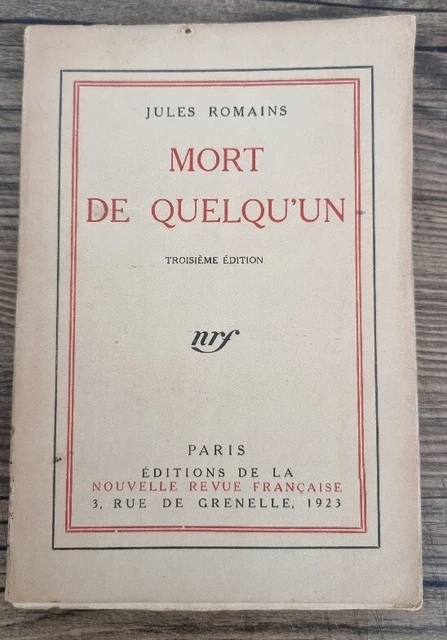 JULES ROMAINS
MORT
DE QUELQU'UN
TROISIÈME ÉDITION
nrf
PARIS
ÉDITIONS DE LA
NOUVELLE REVUE FRANÇAISE
3, RUE DE GRENELLE, 1923